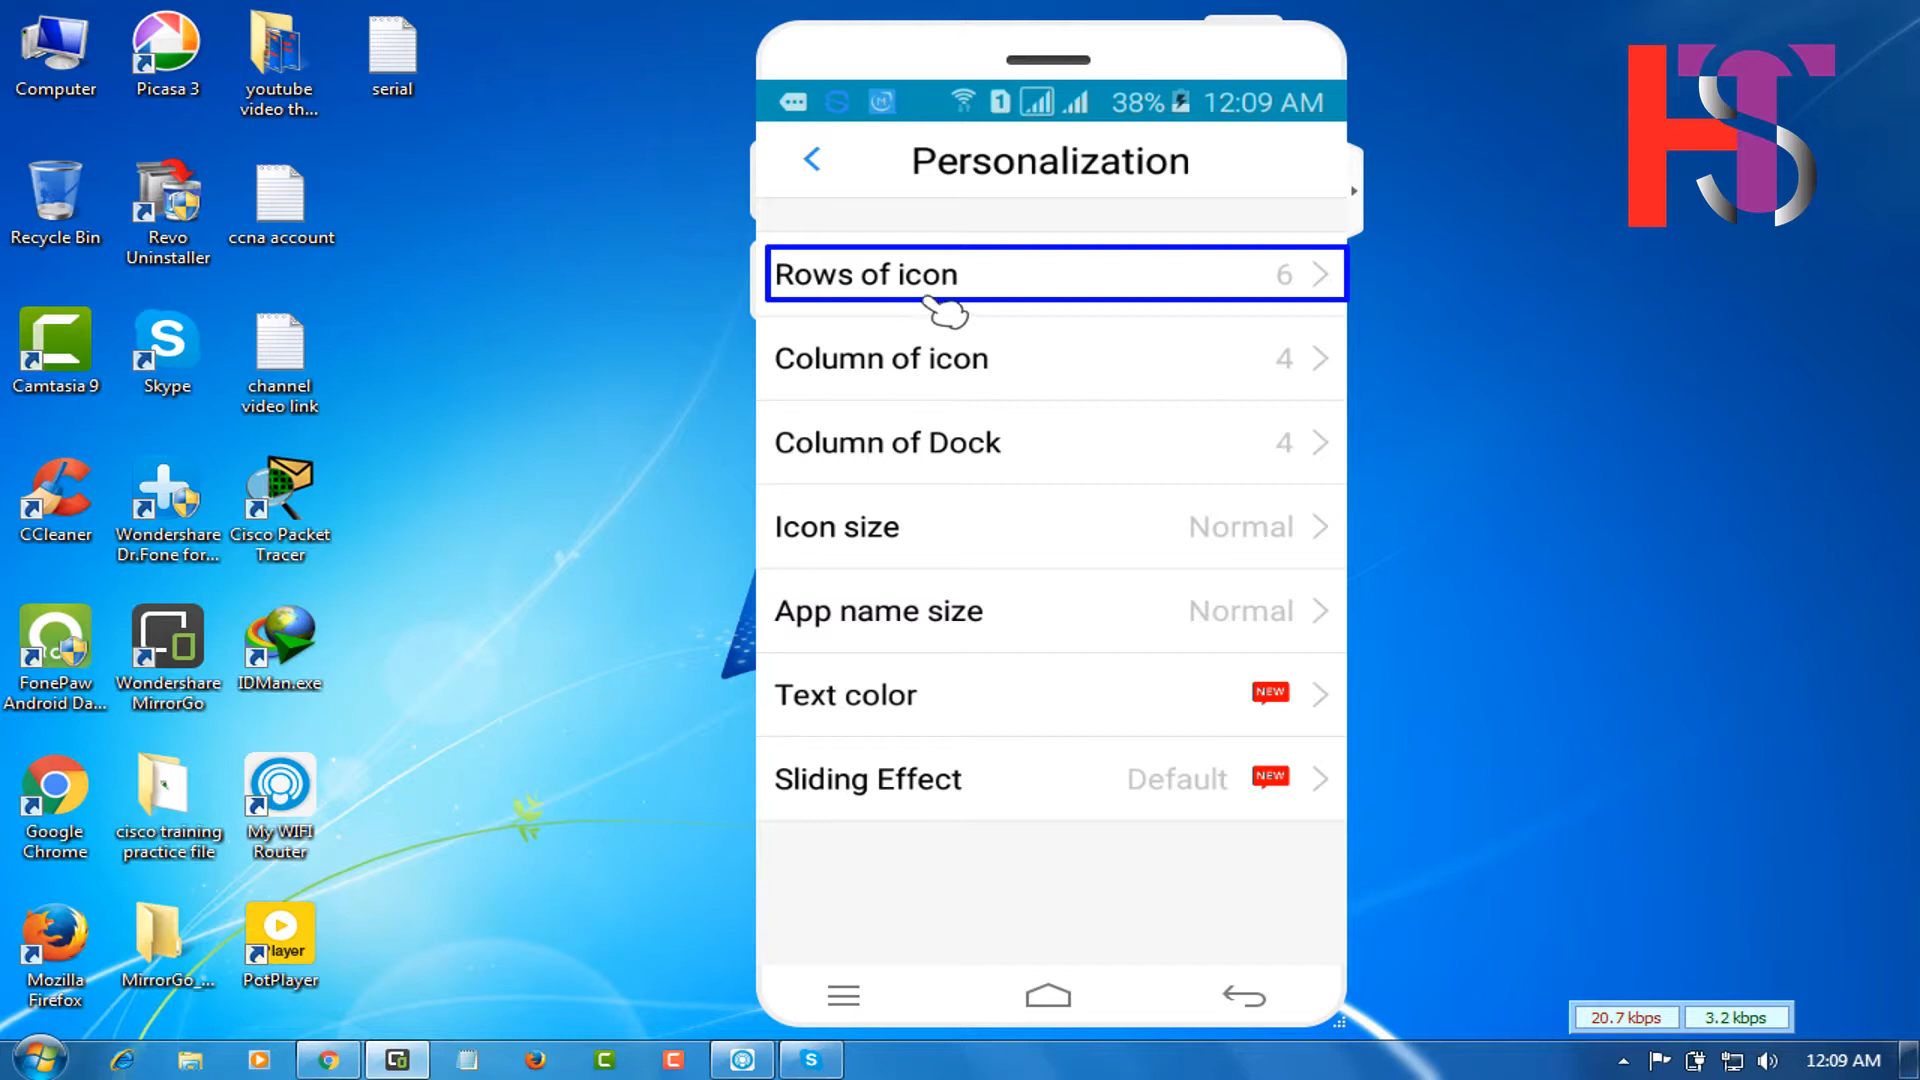 Computer
Picasa 3
youtube
video th...
serial
Recycle Bin
Revo
Uninstaller
ccna account
Camtasia 9
Skype
channel
video link
CCleaner
Wondershare
Dr.Fone for...
Cisco Packet
Tracer
FonePaw
Android Da...
Wondershare
MirrorGo
IDMan.exe
Google
Chrome
cisco training
practice file
My WIFI
Router
Mozilla
Firefox
MirrorGo_...
Player
PotPlayer
1
38%
12:09 AM
Personalization
Rows of icon 6
Column of icon 4
Column of Dock 4
Icon size Normal
App name size Normal
Text color NEW
Sliding Effect Default NEW
HTS
20.7 kbps 3.2 kbps
12:09 AM